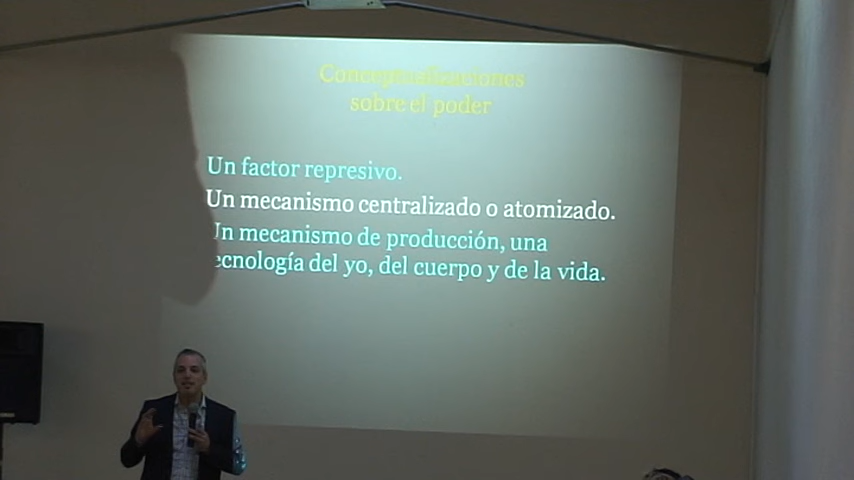 Conceptualizaciones
sobre el poder
Un factor represivo.
Un mecanismo centralizado o atomizado.
Un mecanismo de producción, una
ecnología del yo, del cuerpo y de la vida.